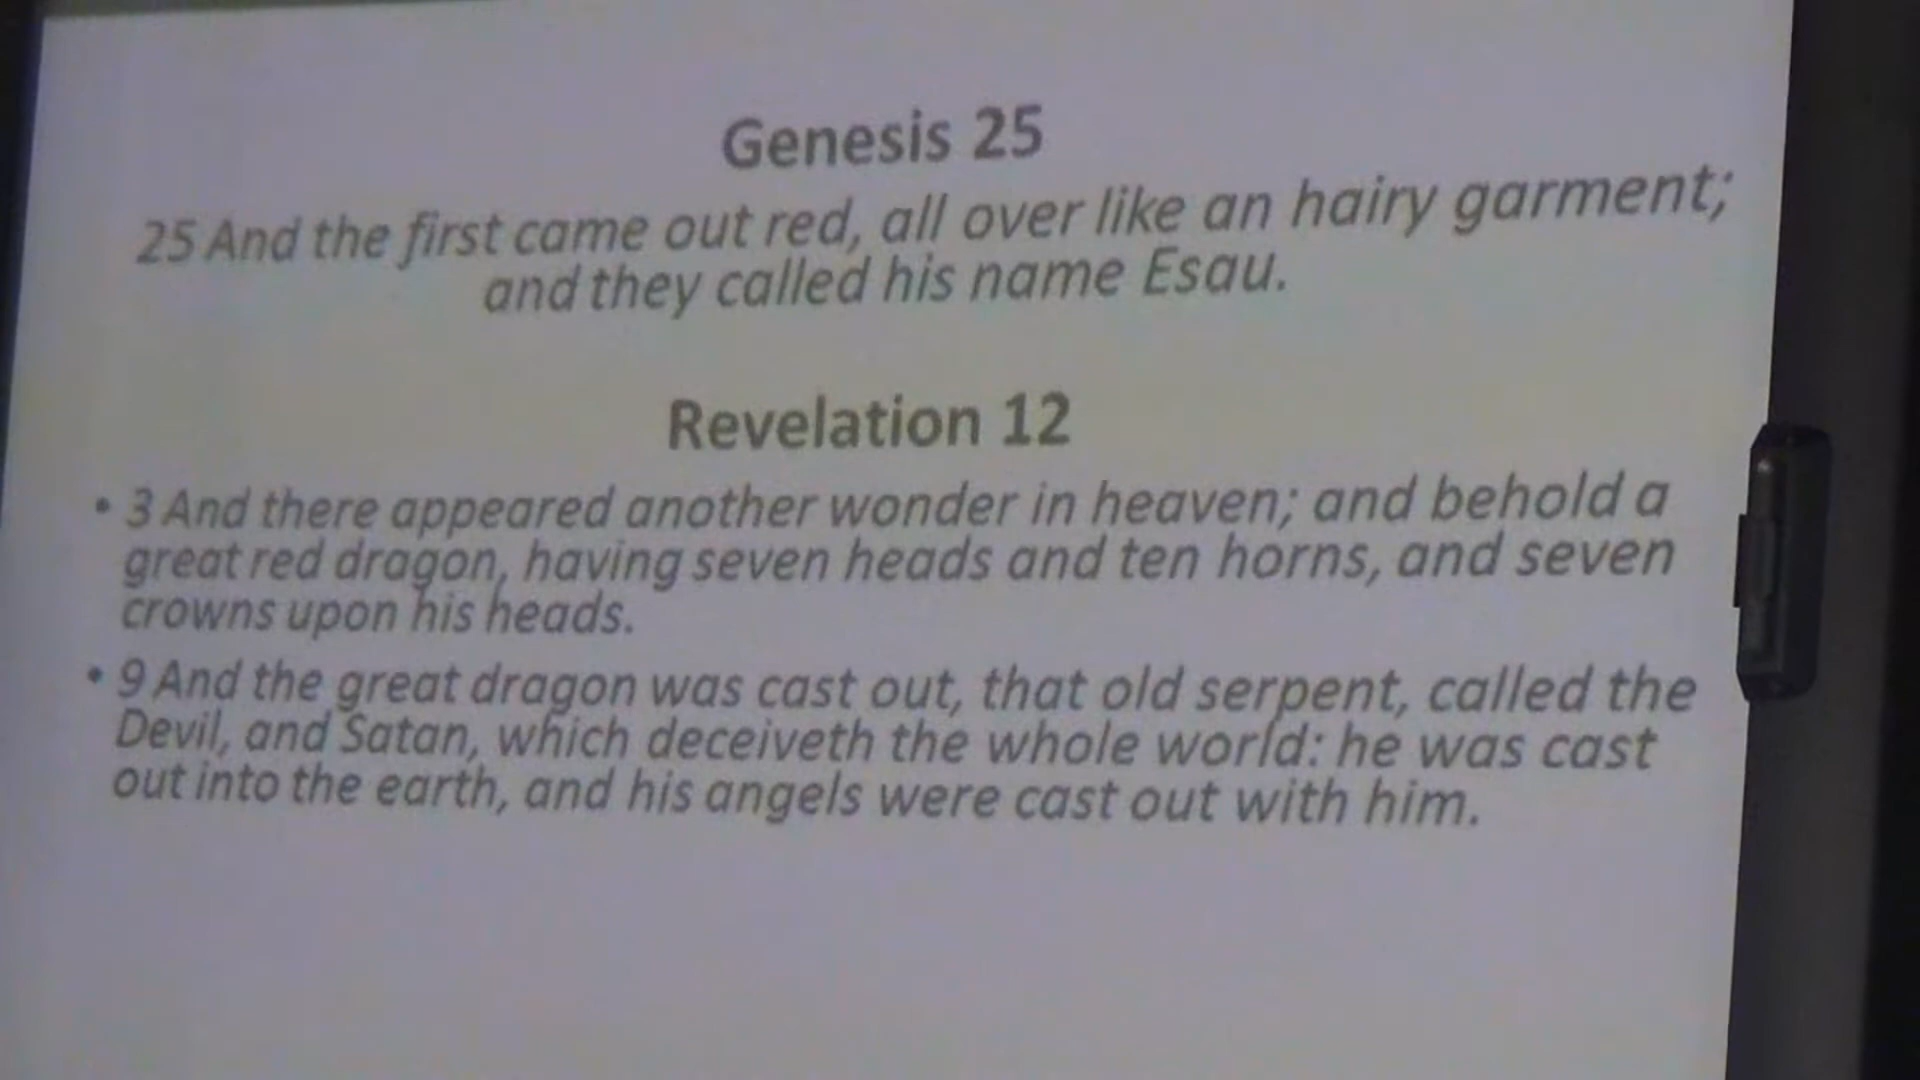 Genesis 25
25 And the first came out red, all over like an hairy garment;
and they called his name Esau.
Revelation 12
• 3 And there appeared another wonder in heaven; and behold a
great red dragon, having seven heads and ten horns, and seven
crowns upon his heads.
• 9 And the great dragon was cast out, that old serpent, called the
Devil, and Satan, which deceiveth the whole world: he was cast
out into the earth, and his angels were cast out with him.